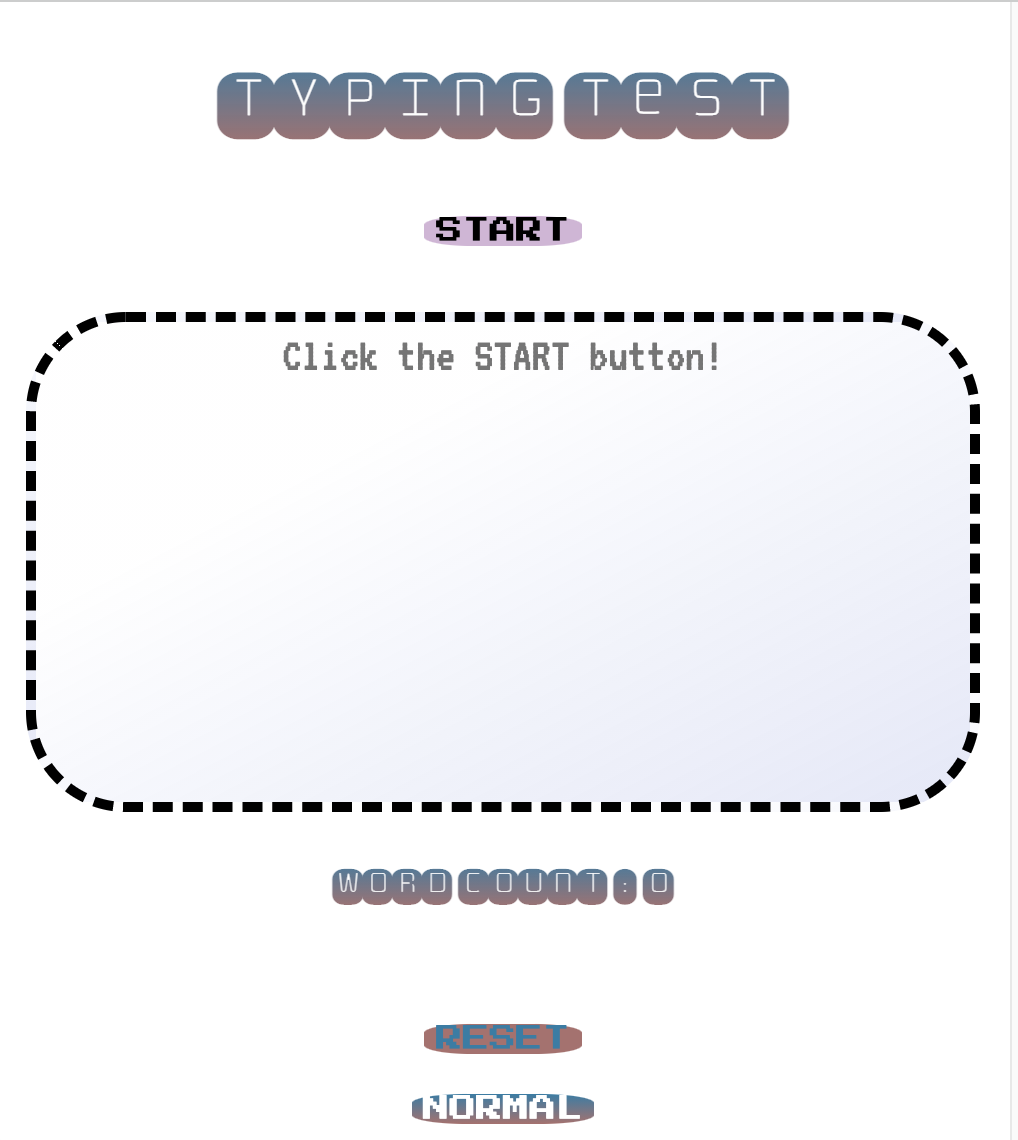 TYPING TeST
START
Click the START button!
WORD COUNT : 0
RESET
NORMAL